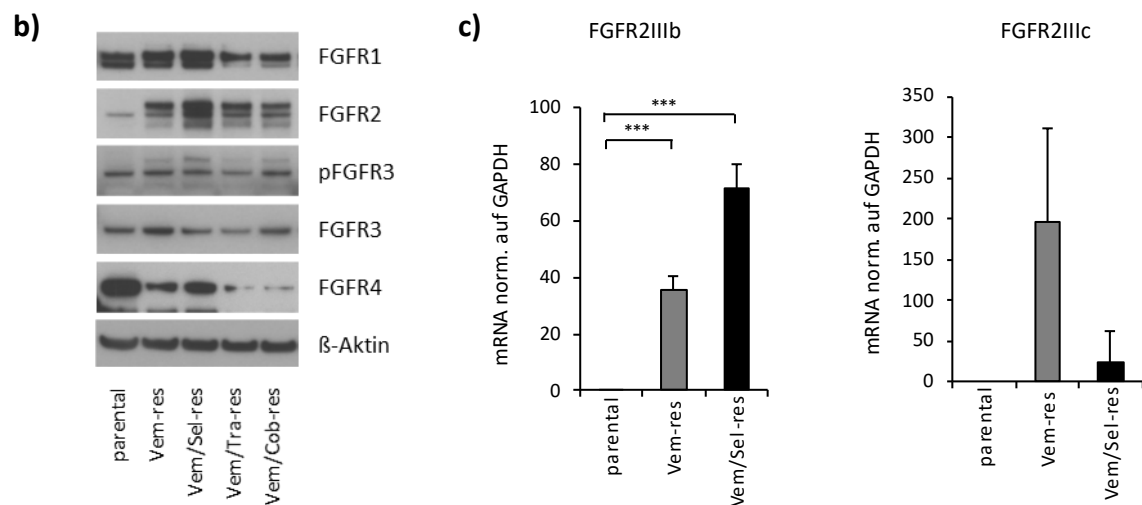 b)
FGFR1
FGFR2
pFGFR3
FGFR3
FGFR4
ß-Aktin
parental
Vem-res
Vem/Sel-res
Vem/Tra-res
Vem/Cob-res
c)
FGFR2IIIb
mRNA norm. auf GAPDH
100
80
60
40
20
0
***
***
parental
Vem-res
Vem/Sel-res
FGFR2IIIc
mRNA norm. auf GAPDH
350
300
250
200
150
100
50
0
parental
Vem-res
Vem/Sel-res